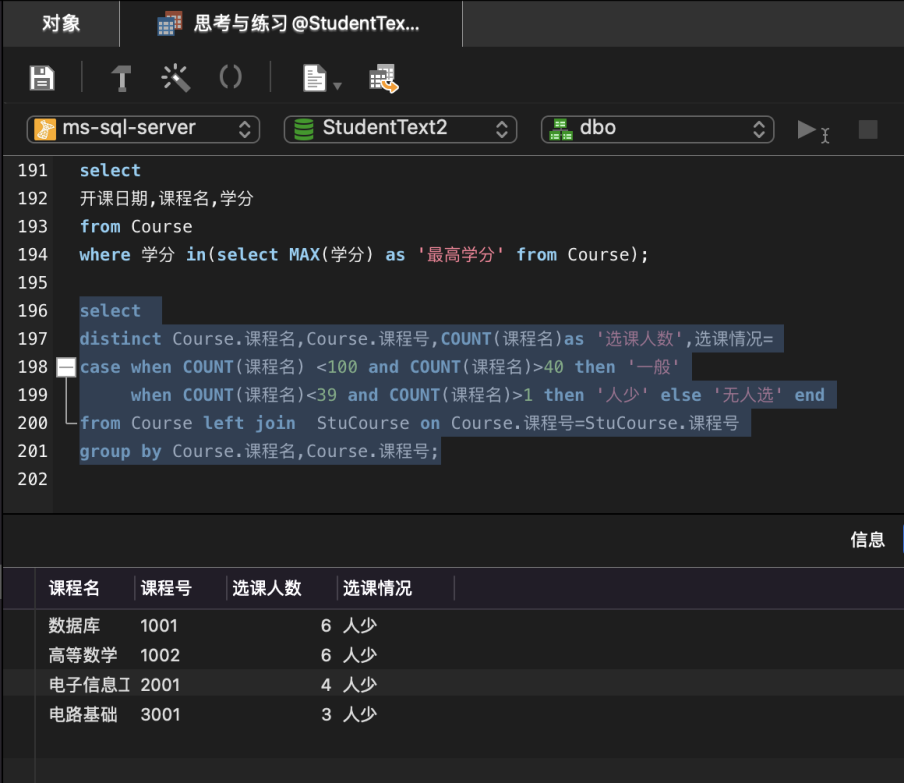 对象 思考与练习@StudentTex...
ms-sql-server StudentText2 dbo
191 select
192 开课日期,课程名,学分
193 from Course
194 where 学分 in(select MAX(学分) as '最高学分' from Course);
195
196 select
197 distinct Course.课程名,Course.课程号,COUNT(课程名)as '选课人数',选课情况=
198 case when COUNT(课程名) <100 and COUNT(课程名)>40 then '一般'
199 when COUNT(课程名)<39 and COUNT(课程名)>1 then '人少' else '无人选' end
200 from Course left join StuCourse on Course.课程号=StuCourse.课程号
201 group by Course.课程名,Course.课程号;
202
信息
课程名 课程号 选课人数 选课情况
数据库 1001 6 人少
高等数学 1002 6 人少
电子信息工 2001 4 人少
电路基础 3001 3 人少